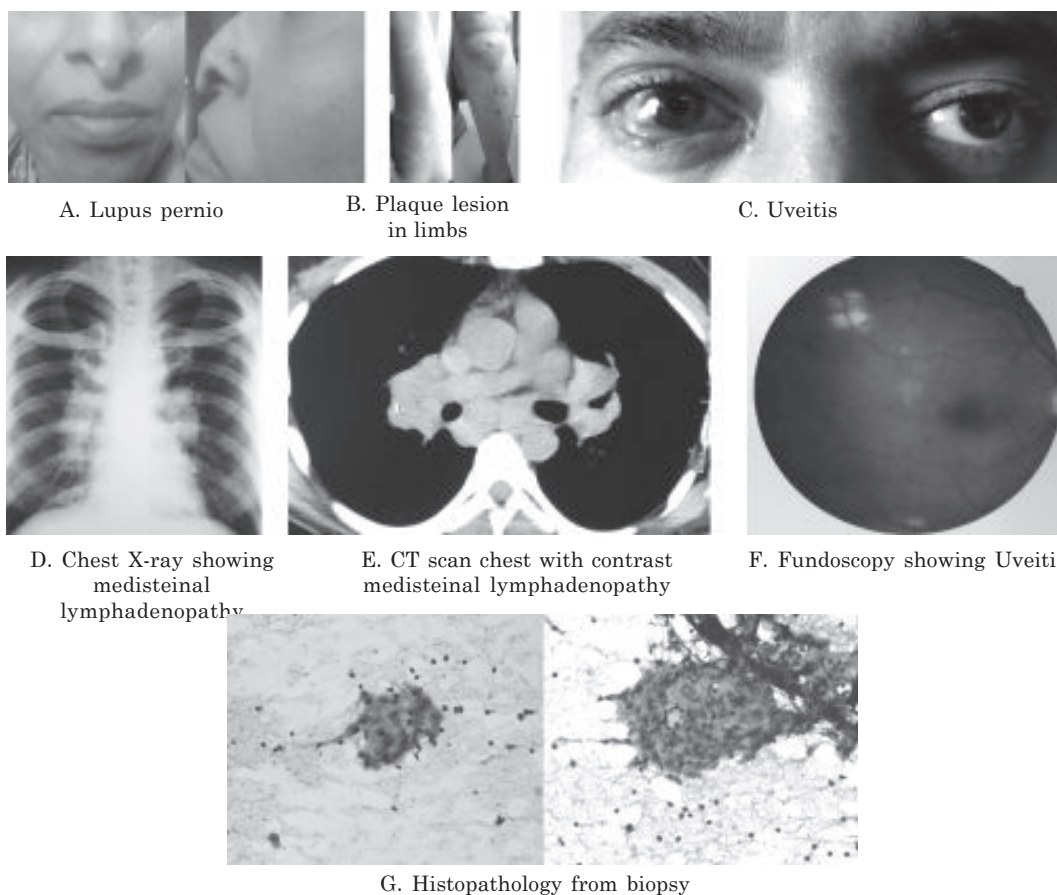 A. Lupus pernio
B. Plaque lesion
in limbs
C. Uveitis
D. Chest X-ray showing
medisteinal
lymphadenopathy
E. CT scan chest with contrast
medisteinal lymphadenopathy
F. Fundoscopy showing Uveiti
G. Histopathology from biopsy